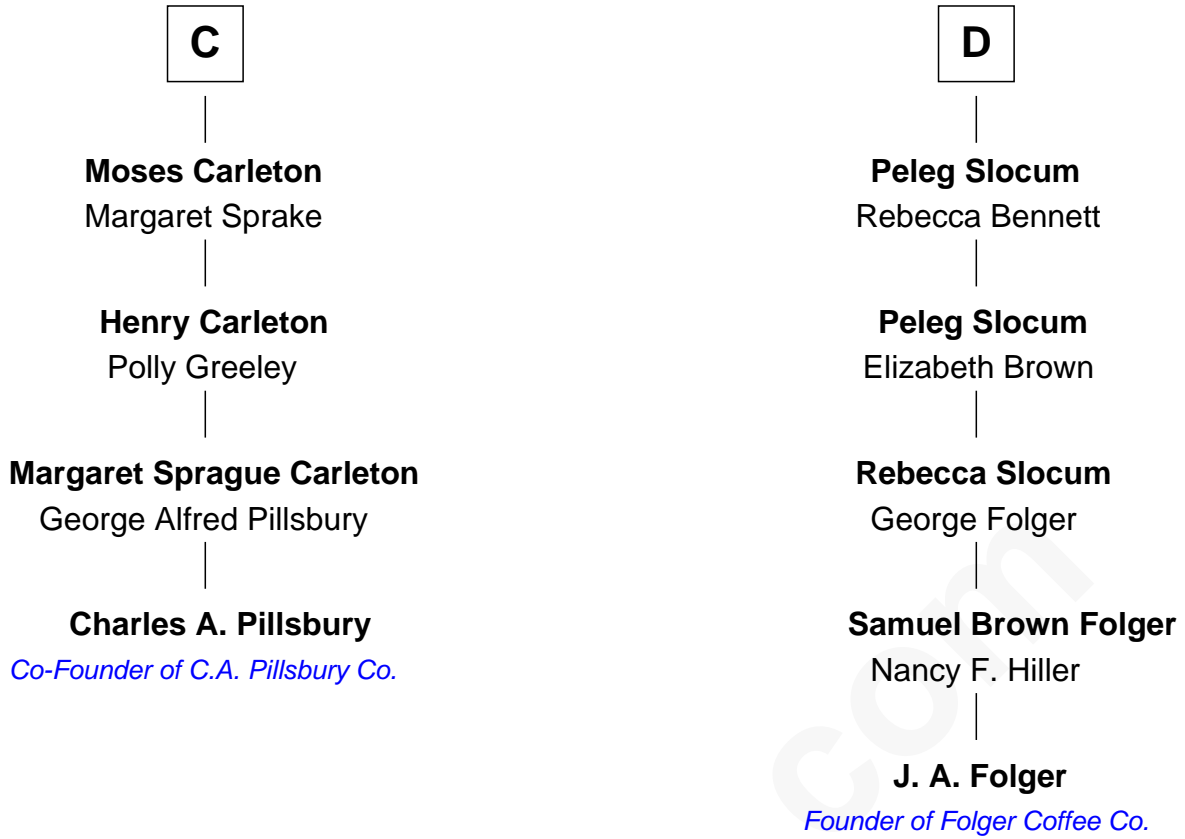 C
Moses Carleton
Margaret Sprake
Henry Carleton
Polly Greeley
Margaret Sprague Carleton
George Alfred Pillsbury
Charles A. Pillsbury
Co-Founder of C.A. Pillsbury Co.
D
Peleg Slocum
Rebecca Bennett
Peleg Slocum
Elizabeth Brown
Rebecca Slocum
George Folger
Samuel Brown Folger
Nancy F. Hiller
J. A. Folger
Founder of Folger Coffee Co.
com